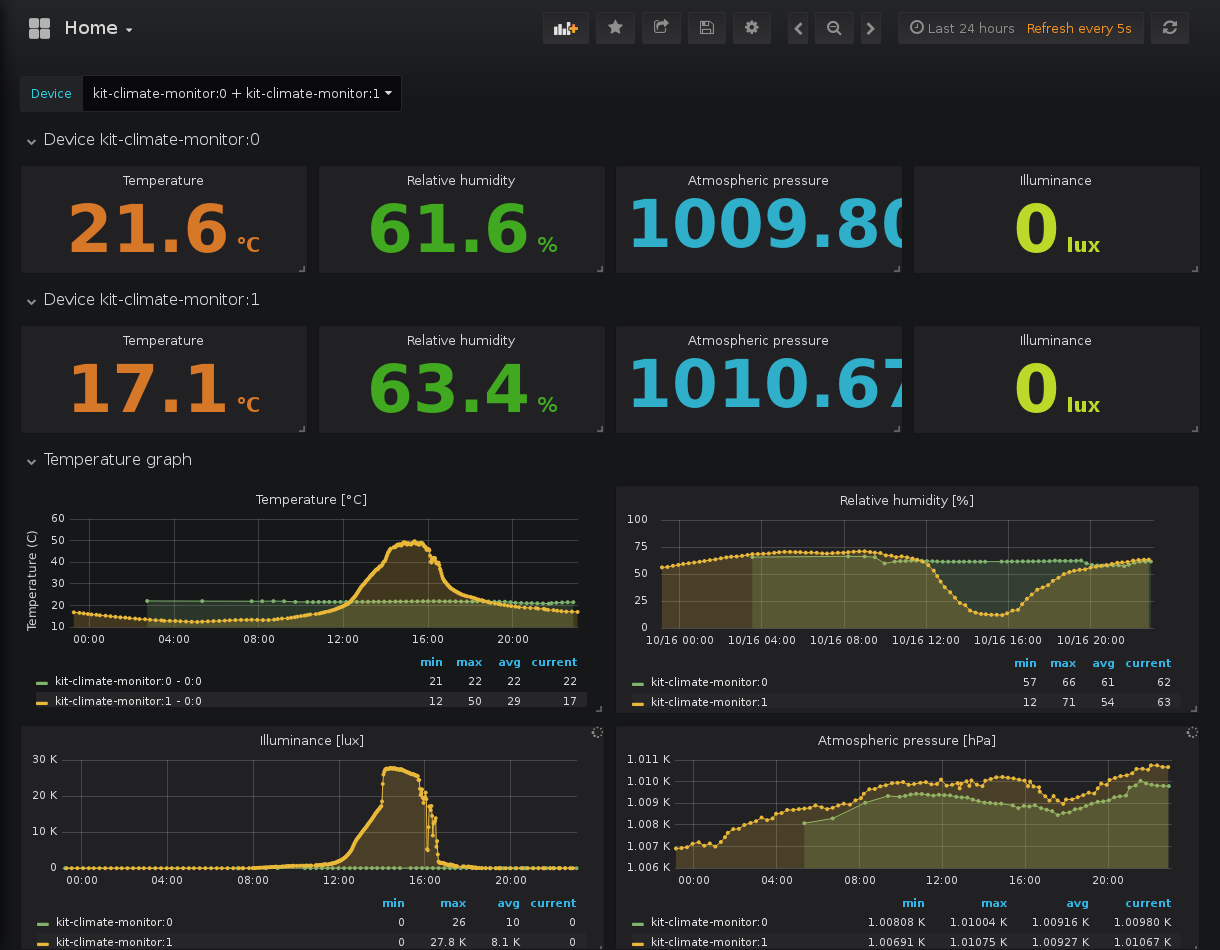 Home
Last 24 hours Refresh every 5s
Device kit-climate-monitor:0 + kit-climate-monitor:1
Device kit-climate-monitor:0
Temperature Relative humidity Atmospheric pressure Illuminance
21.6 °C 61.6 % 1009.80 0 lux
Device kit-climate-monitor:1
Temperature Relative humidity Atmospheric pressure Illuminance
17.1 °C 63.4 % 1010.67 0 lux
Temperature graph
Temperature [°C]
Temperature (C)
60
50
40
30
20
10
00:00 04:00 08:00 12:00 16:00 20:00
min max avg current
kit-climate-monitor:0 - 0:0 21 22 22 22
kit-climate-monitor:1 - 0:0 12 50 29 17
Relative humidity [%]
100
75
50
25
0
10/16 00:00 10/16 04:00 10/16 08:00 10/16 12:00 10/16 16:00 10/16 20:00
min max avg current
kit-climate-monitor:0 57 66 61 62
kit-climate-monitor:1 12 71 54 63
Illuminance [lux]
30 K
20 K
10 K
0
00:00 04:00 08:00 12:00 16:00 20:00
min max avg current
kit-climate-monitor:0 0 26 10 0
kit-climate-monitor:1 0 27.8 K 8.1 K 0
Atmospheric pressure [hPa]
1.011 K
1.010 K
1.009 K
1.008 K
1.007 K
1.006 K
00:00 04:00 08:00 12:00 16:00 20:00
min max avg current
kit-climate-monitor:0 1.00808 K 1.01004 K 1.00916 K 1.00980 K
kit-climate-monitor:1 1.00691 K 1.01075 K 1.00927 K 1.01067 K